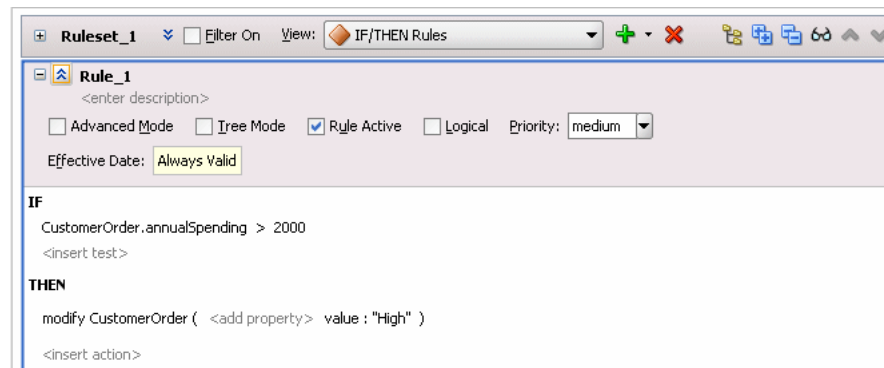 Ruleset_1 Filter On View: IF/THEN Rules
Rule_1
<enter description>
Advanced Mode Tree Mode Rule Active Logical Priority: medium
Effective Date: Always Valid
IF
CustomerOrder.annualSpending > 2000
<insert test>
THEN
modify CustomerOrder ( <add property> value : "High" )
<insert action>